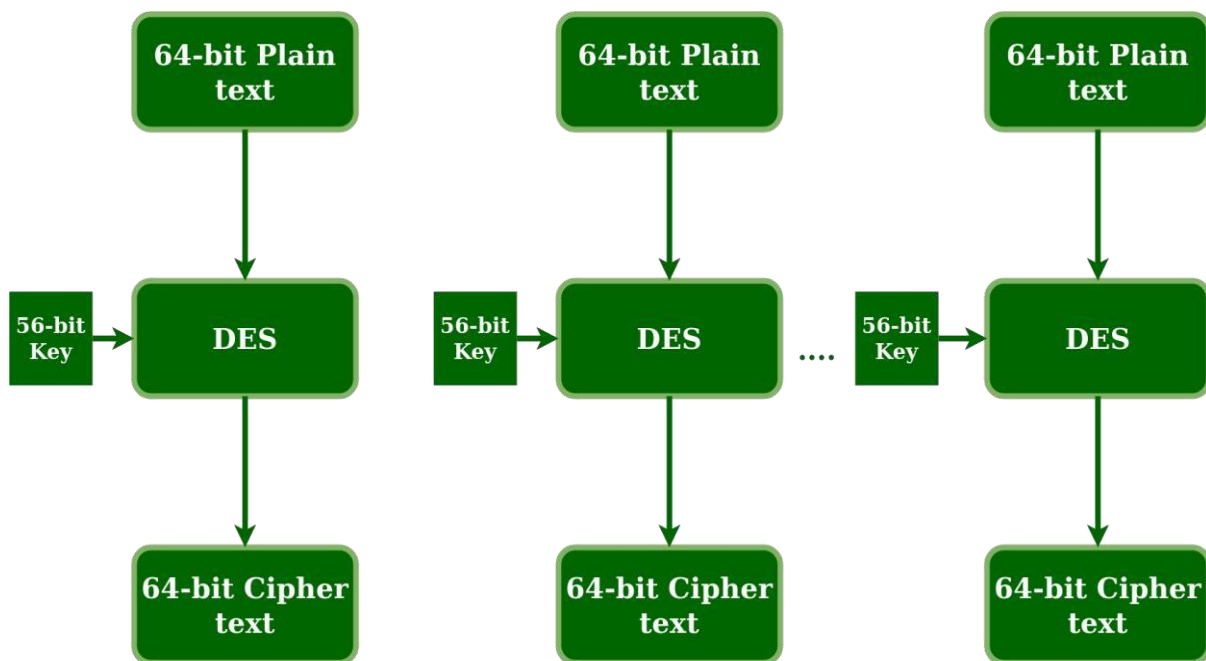 64-bit Plain
text
64-bit Plain
text
64-bit Plain
text
56-bit
Key
DES
56-bit
Key
DES
....
56-bit
Key
DES
64-bit Cipher
text
64-bit Cipher
text
64-bit Cipher
text